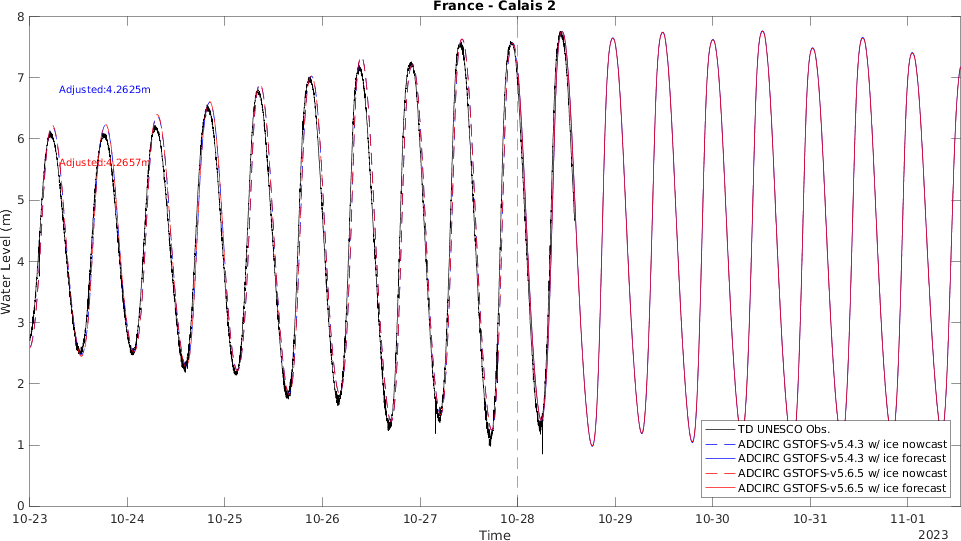 France - Calais 2
8
7
Adjusted:4.2625m
6
Adjusted:4.2657m
5
4
3
2
1
0
Water Level (m)
TD UNESCO Obs.
ADCIRC GSTOFS-v5.4.3 w/ ice nowcast
ADCIRC GSTOFS-v5.4.3 w/ ice forecast
ADCIRC GSTOFS-v5.6.5 w/ ice nowcast
ADCIRC GSTOFS-v5.6.5 w/ ice forecast
10-23 10-24 10-25 10-26 10-27 10-28 10-29 10-30 10-31 11-01
Time
2023